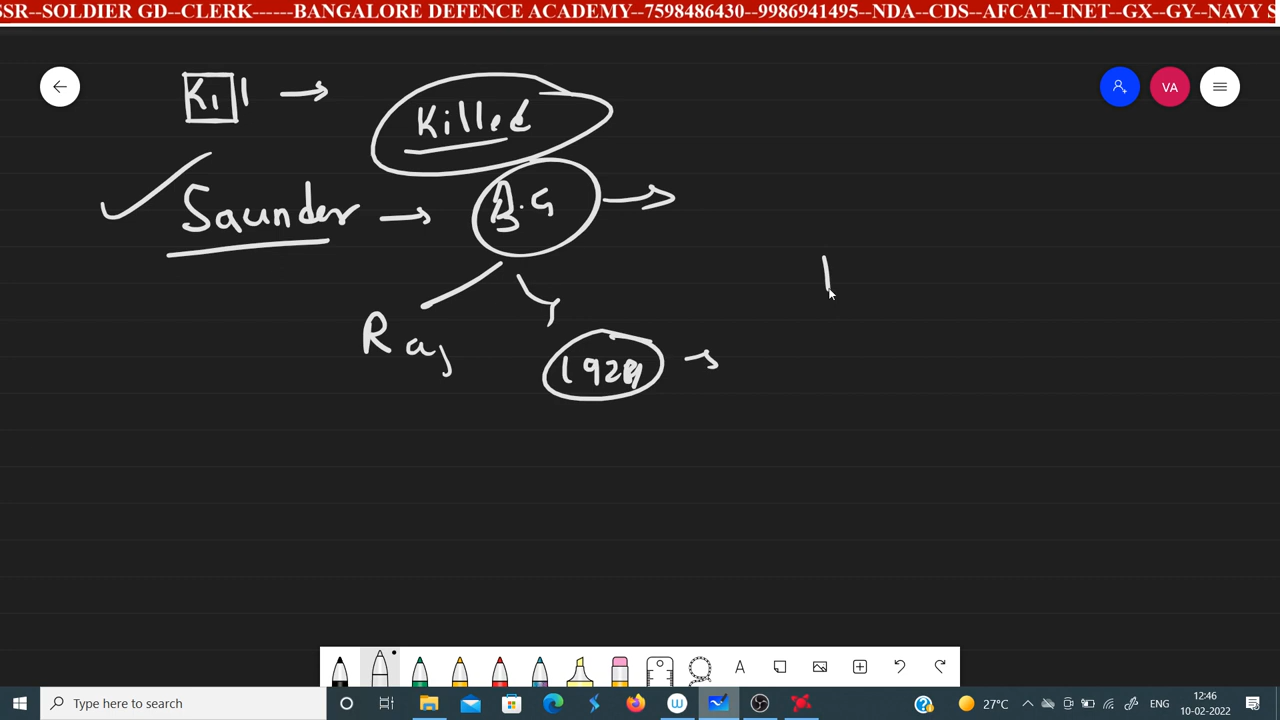 SSR--SOLDIER GD--CLERK------BANGALORE DEFENCE ACADEMY--7598486430--9986941495--NDA--CDS--AFCAT--INET--GX--GY--NAVY S
Kill →
Killed
VA
Saunder → B.G →
Raj
1928 →
A
Type here to search
27°C
ENG
12:46
10-02-2022